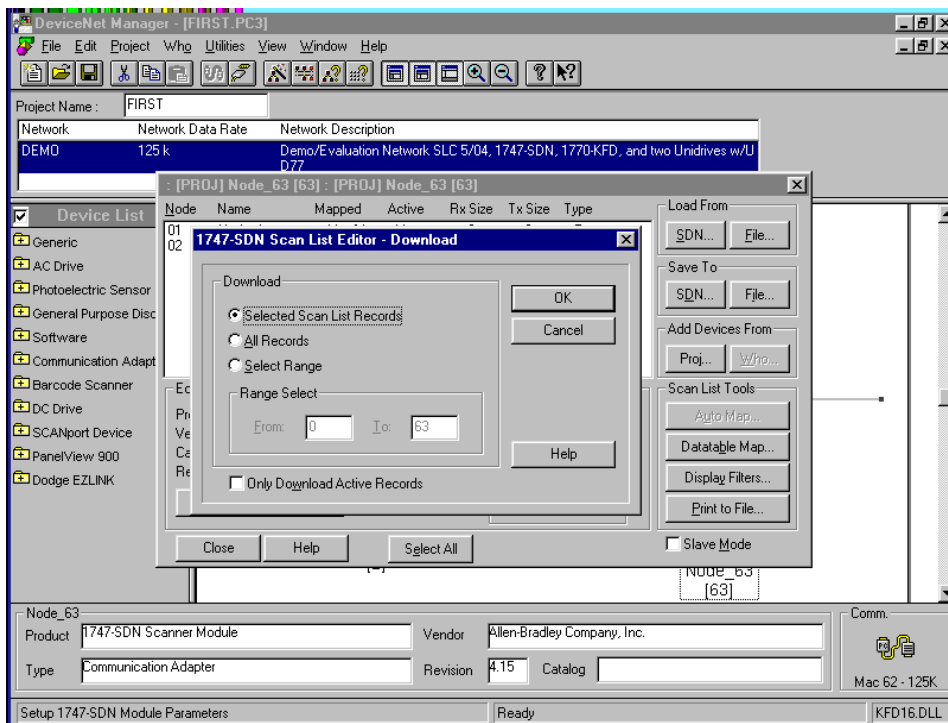 DeviceNet Manager - [FIRST.PC3]
File Edit Project Who Utilities View Window Help
Project Name : FIRST
Network Network Data Rate Network Description
DEMO 125 k Demo/Evaluation Network SLC 5/04, 1747-SDN, 1770-KFD, and two Unidrives w/U
D77
: [PROJ] Node_63 [63] : [PROJ] Node_63 [63]
Node Name Mapped Active Rx Size Tx Size Type
01
02
1747-SDN Scan List Editor - Download
Download
Selected Scan List Records
All Records
Select Range
Range Select
From: 0 To: 63
Only Download Active Records
OK
Cancel
Help
Load From
SDN... File...
Save To
SDN... File...
Add Devices From
Proj... Who...
Scan List Tools
Auto Map...
Datatable Map...
Display Filters...
Print to File...
Slave Mode
Close Help Select All
Device List
Generic
AC Drive
Photoelectric Sensor
General Purpose Disc
Software
Communication Adapt
Barcode Scanner
DC Drive
SCANport Device
PanelView 900
Dodge EZLINK
Node_63
[63]
Node_63
Product 1747-SDN Scanner Module Vendor Allen-Bradley Company, Inc.
Type Communication Adapter Revision 4.15 Catalog
Comm.
Mac 62 - 125K
Setup 1747-SDN Module Parameters Ready KFD16.DLL